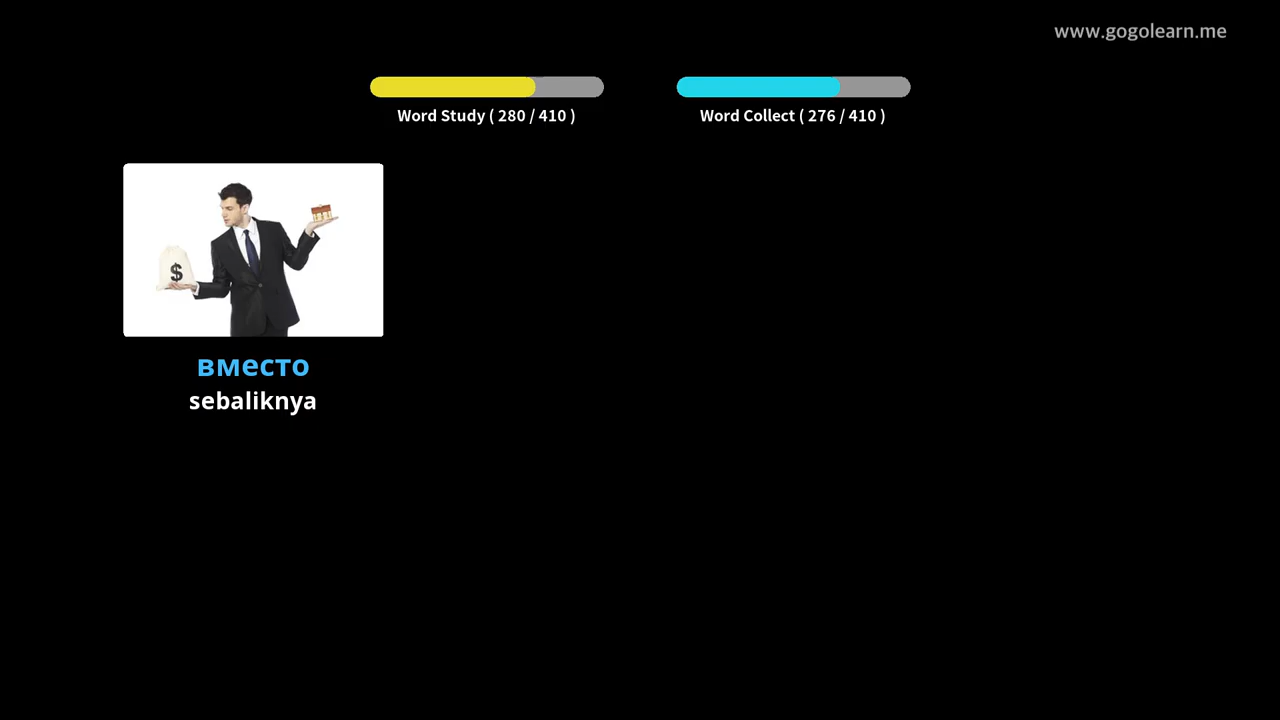 www.gogolearn.me
Word Study ( 280 / 410 )
Word Collect ( 276 / 410 )
$
вместо
sebaliknya